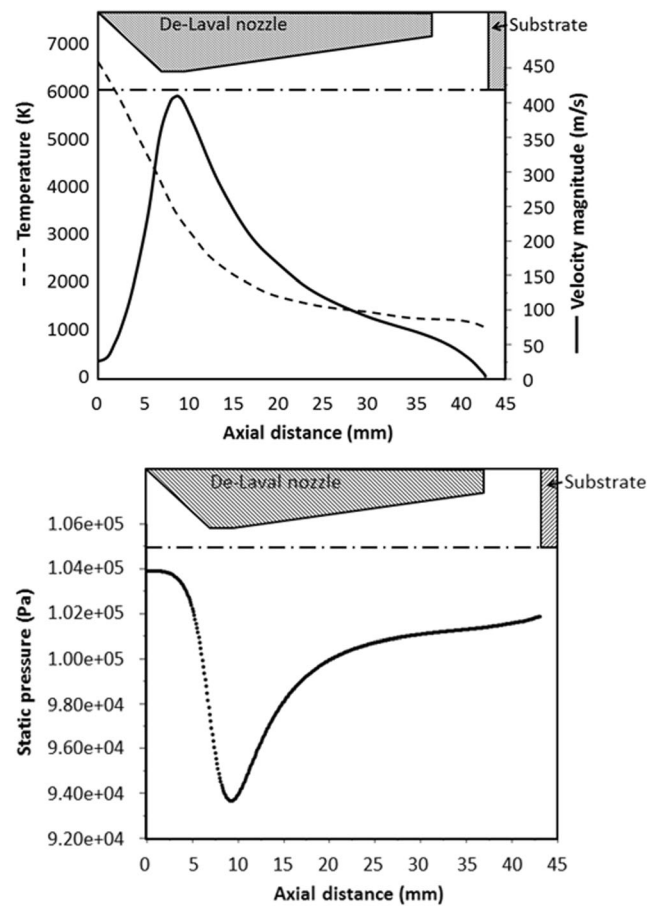 De-Laval nozzle
Substrate
Temperature (K)
7000
6000
5000
4000
3000
2000
1000
0
450
400
350
300
250
200
150
100
50
0
Velocity magnitude (m/s)
0 5 10 15 20 25 30 35 40 45
Axial distance (mm)
De-Laval nozzle
Substrate
Static pressure (Pa)
1.06e+05
1.04e+05
1.02e+05
1.00e+05
9.80e+04
9.60e+04
9.40e+04
9.20e+04
0 5 10 15 20 25 30 35 40 45
Axial distance (mm)